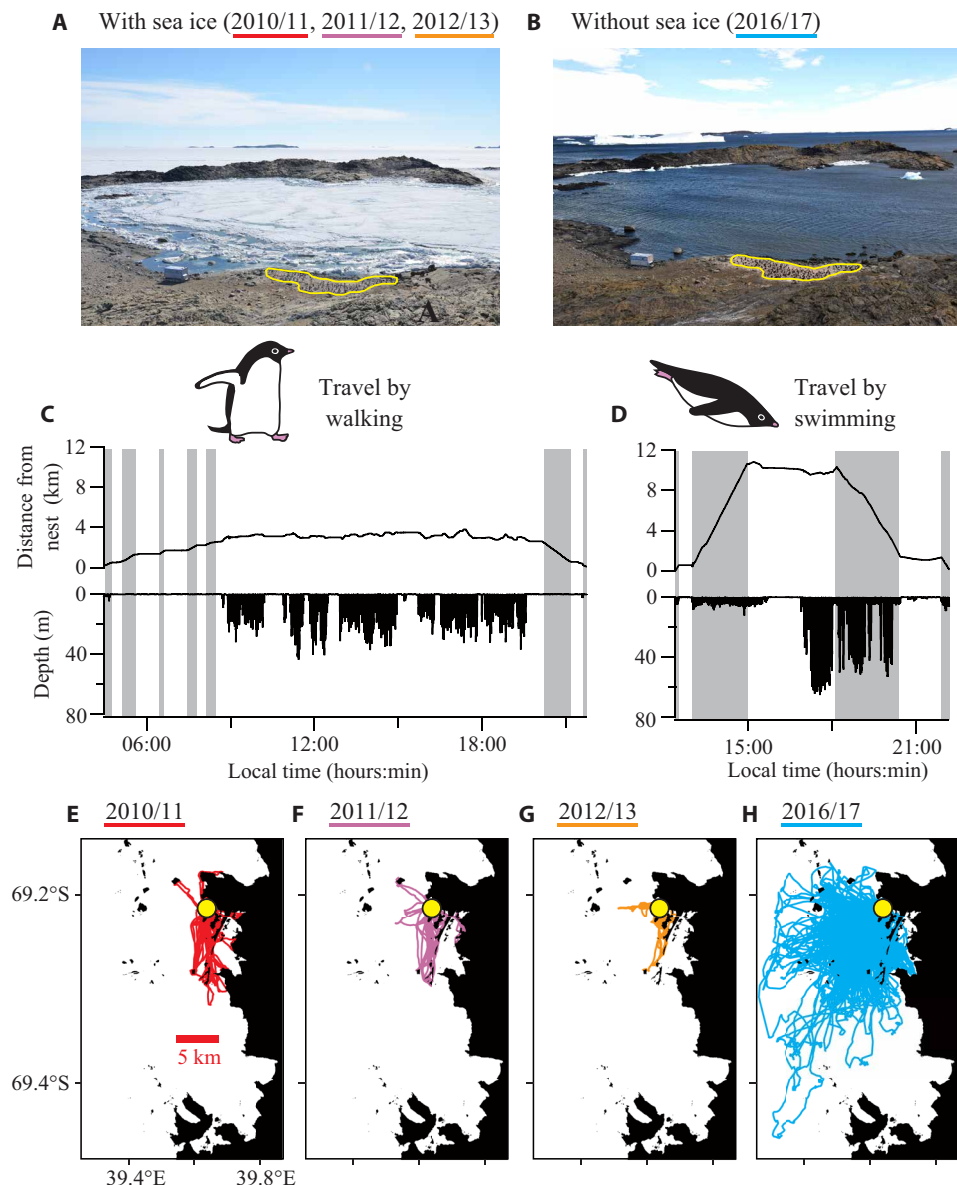 A With sea ice (2010/11, 2011/12, 2012/13)
B Without sea ice (2016/17)
A
Travel by
walking
Travel by
swimming
C
12
8
4
0
Distance from
nest (km)
0
40
80
Depth (m)
06:00 12:00 18:00
Local time (hours:min)
D
12
8
4
0
0
40
80
15:00 21:00
Local time (hours:min)
E 2010/11
F 2011/12
G 2012/13
H 2016/17
69.2°S
69.4°S
5 km
39.4°E 39.8°E